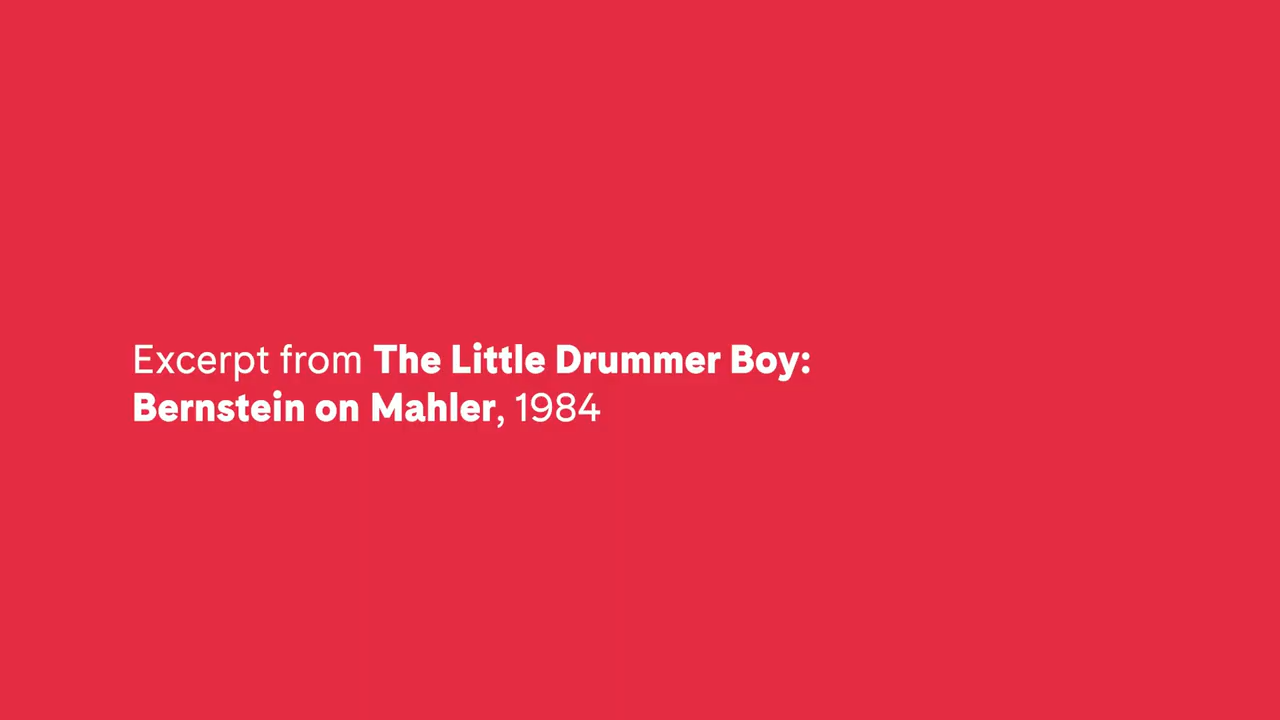 Excerpt from The Little Drummer Boy:
Bernstein on Mahler, 1984